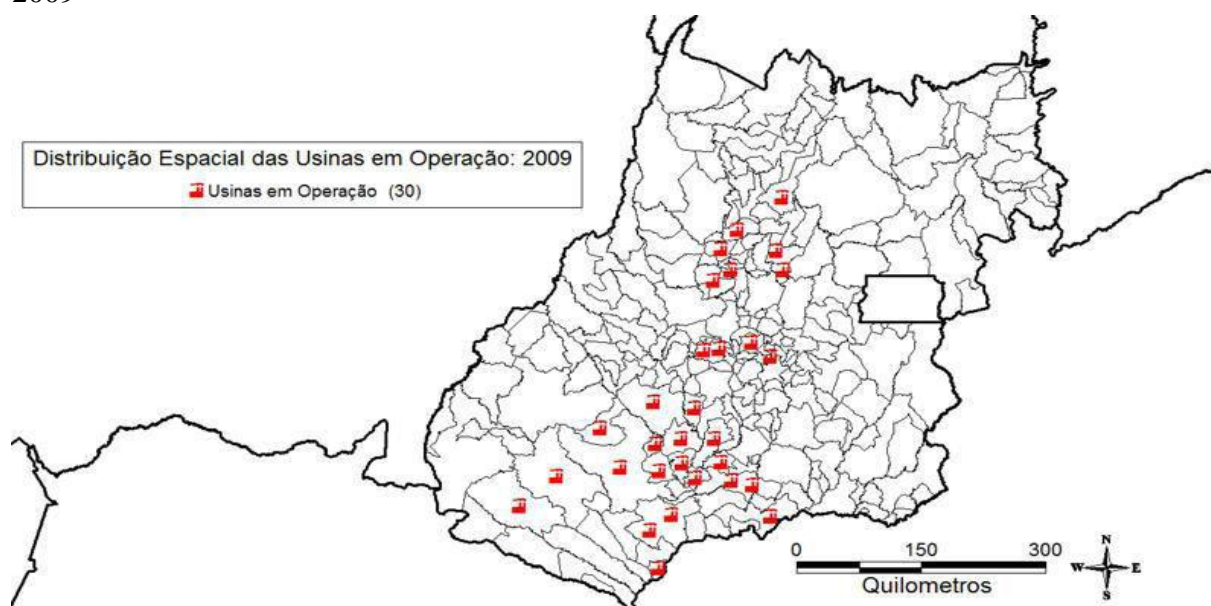 Distribuição Espacial das Usinas em Operação: 2009
Usinas em Operação (30)
0 150 300
Quilometros
N
W E
S